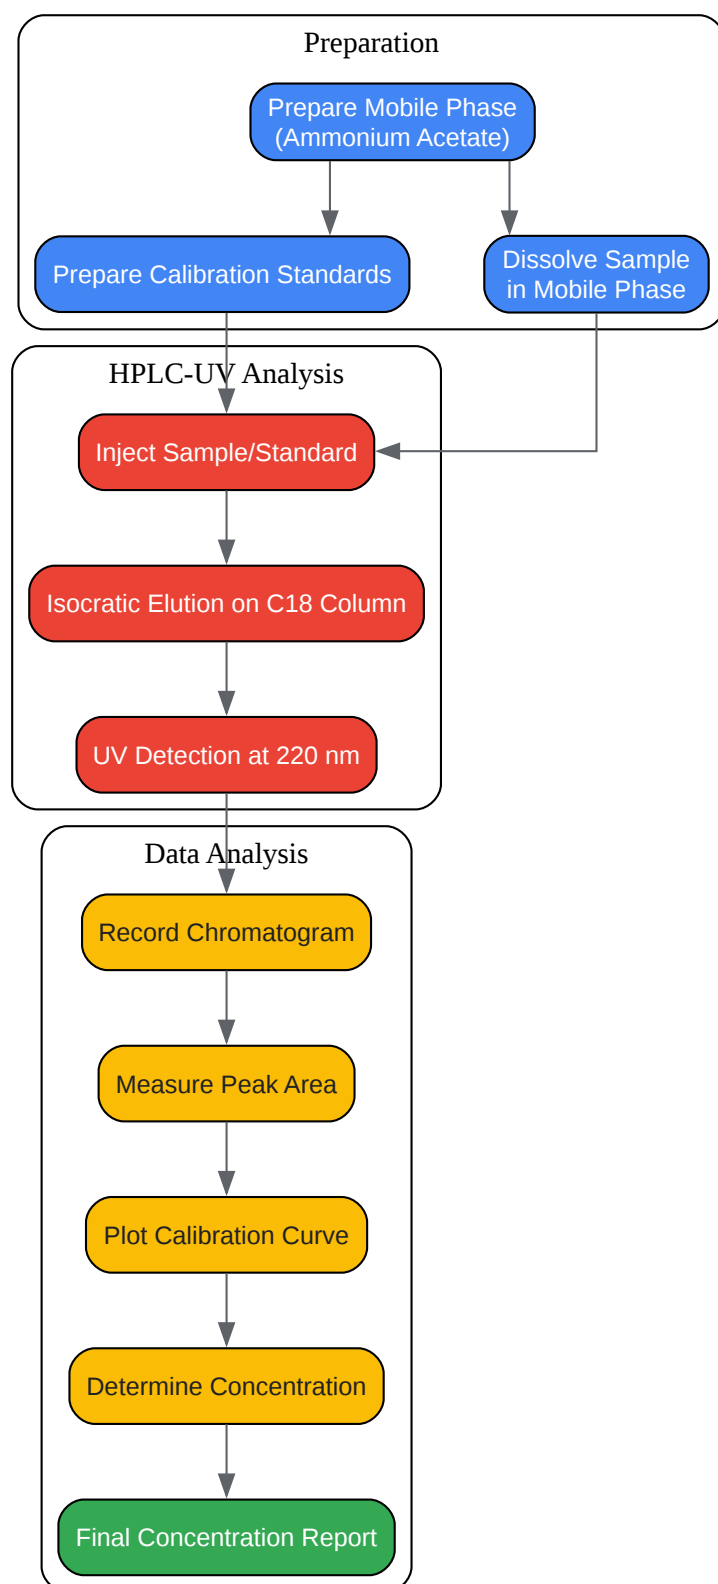 Preparation
Prepare Mobile Phase
(Ammonium Acetate)
Prepare Calibration Standards
Dissolve Sample
in Mobile Phase
HPLC-UV Analysis
Inject Sample/Standard
Isocratic Elution on C18 Column
UV Detection at 220 nm
Data Analysis
Record Chromatogram
Measure Peak Area
Plot Calibration Curve
Determine Concentration
Final Concentration Report